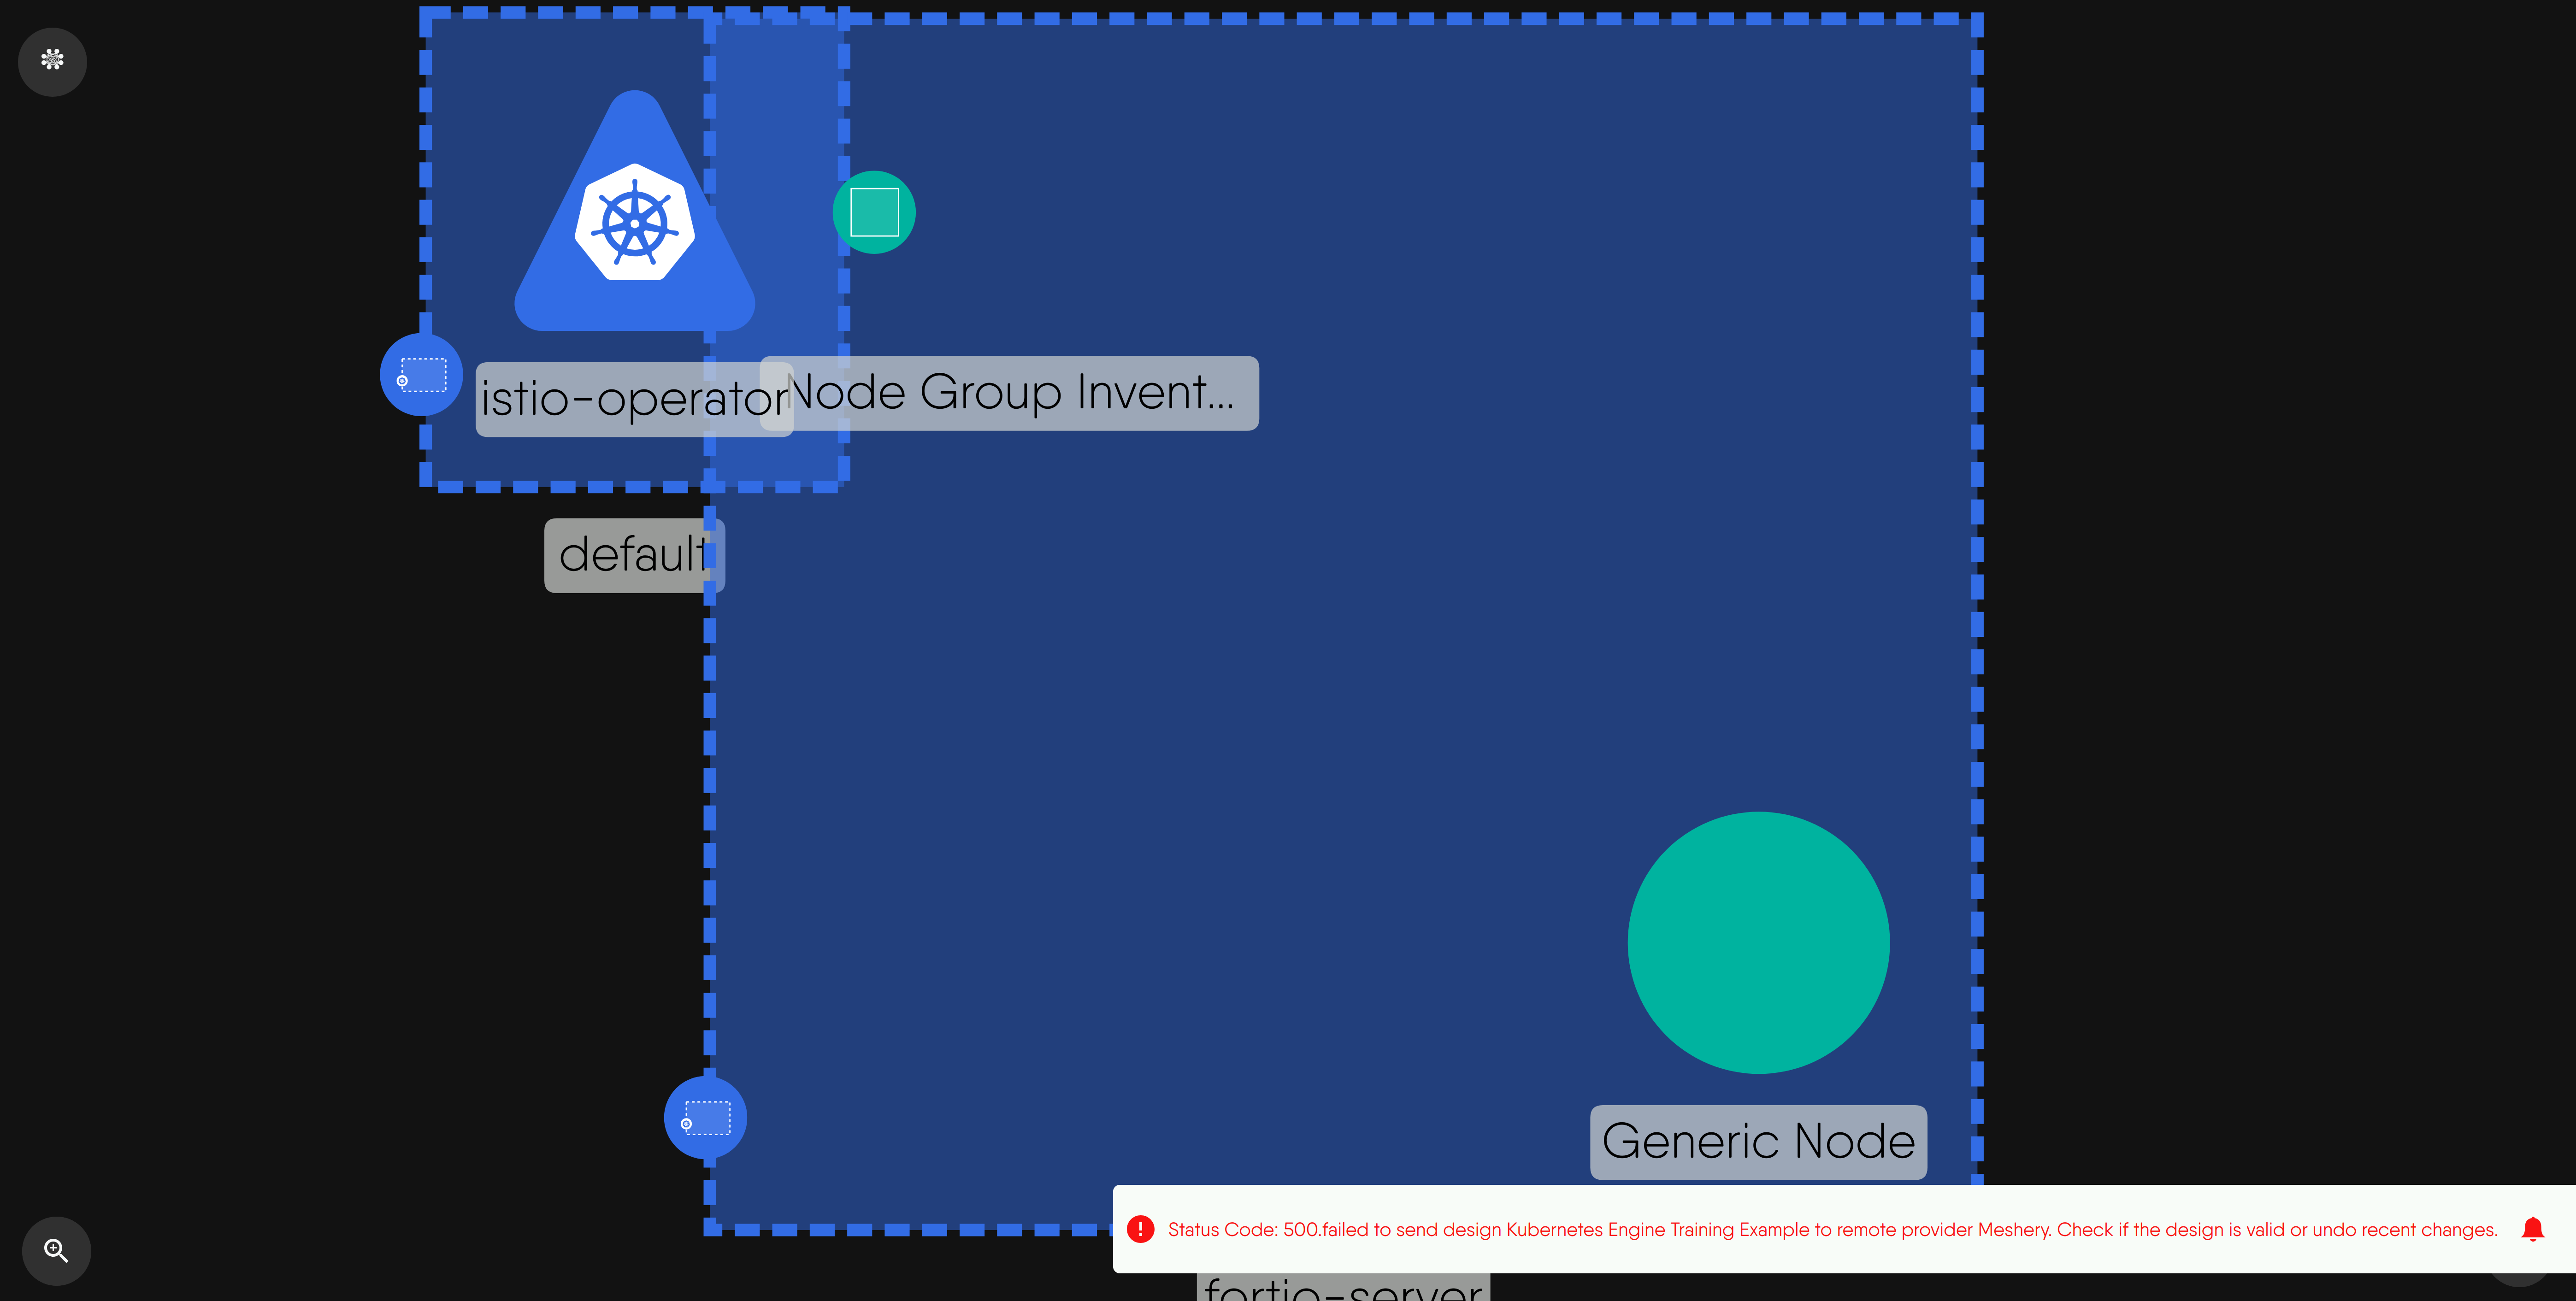 istio-operator
Node Group Invent...
default
Generic Node
Status Code: 500.failed to send design Kubernetes Engine Training Example to remote provider Meshery. Check if the design is valid or undo recent changes.
fortio-server